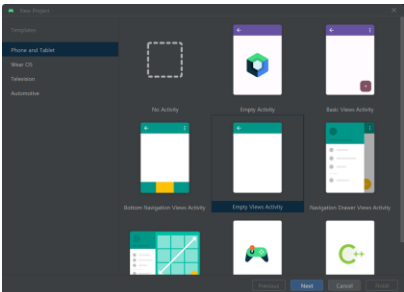 New Project
Templates
Phone and Tablet
Wear OS
Television
Automotive
No Activity
Empty Activity
Basic Views Activity
Bottom Navigation Views Activity
Empty Views Activity
Navigation Drawer Views Activity
C++
Previous
Next
Cancel
Finish